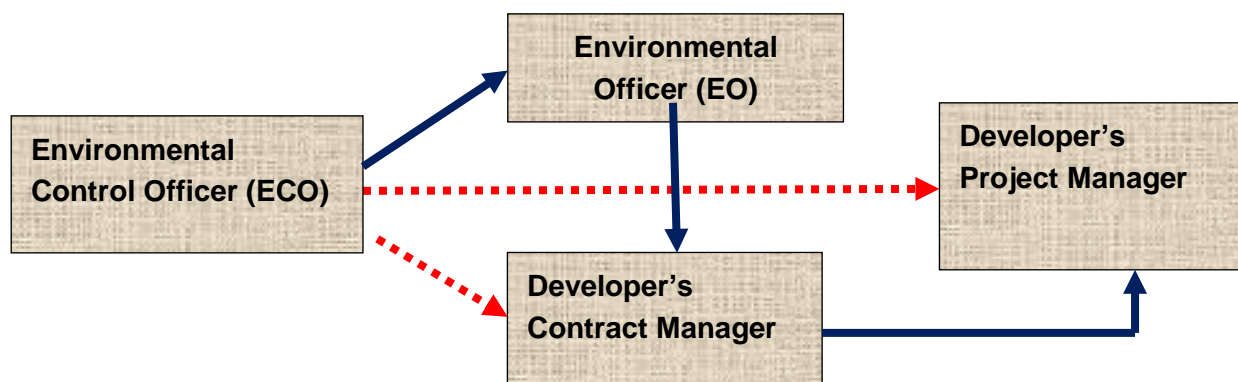 Environmental
Officer (EO)
Environmental
Control Officer (ECO)
Developer’s
Project Manager
Developer’s
Contract Manager